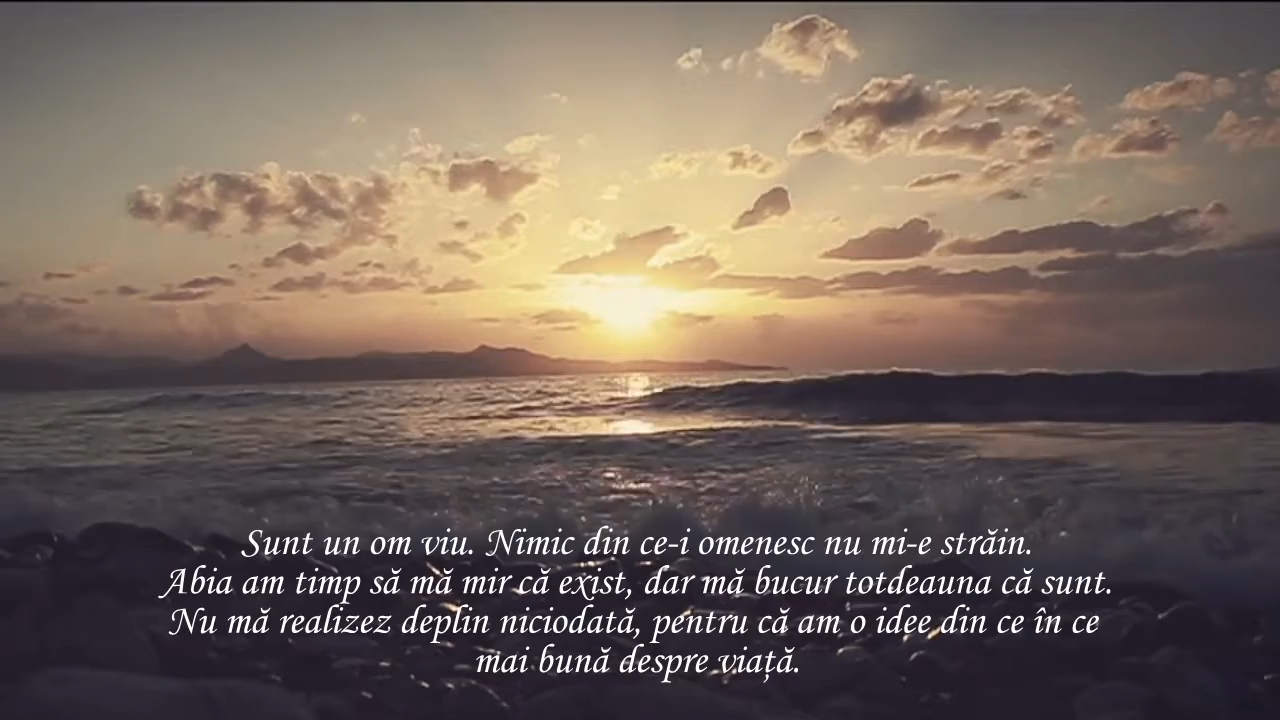 Sunt un om viu. Nimic din ce-i omenesc nu mi-e străin.
Abia am timp să mă mir că exist, dar mă bucur totdeauna că sunt.
Nu mă realizez deplin niciodată, pentru că am o idee din ce în ce
mai bună despre viață.